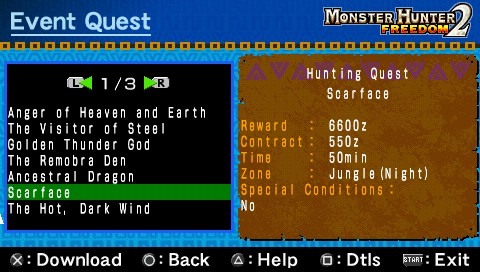 Event Quest
MONSTER HUNTER
FREEDOM 2
L 1/3 R
Anger of Heaven and Earth
The Visitor of Steel
Golden Thunder God
The Remobra Den
Ancestral Dragon
Scarface
The Hot, Dark Wind
Hunting Quest
Scarface
Reward : 6600z
Contract : 550z
Time : 50min
Zone : Jungle(Night)
Special Conditions :
No
:Download :Back :Help :Dtls START:Exit